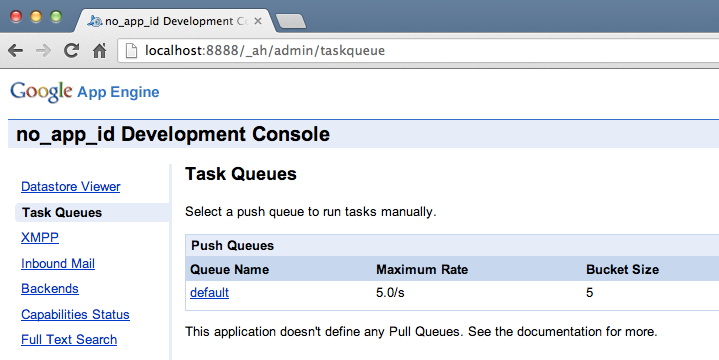 no_app_id Development Co
localhost:8888/_ah/admin/taskqueue
Google App Engine
no_app_id Development Console
Datastore Viewer
Task Queues
XMPP
Inbound Mail
Backends
Capabilities Status
Full Text Search
Task Queues
Select a push queue to run tasks manually.
Push Queues
Queue Name Maximum Rate Bucket Size
default 5.0/s 5
This application doesn't define any Pull Queues. See the documentation for more.